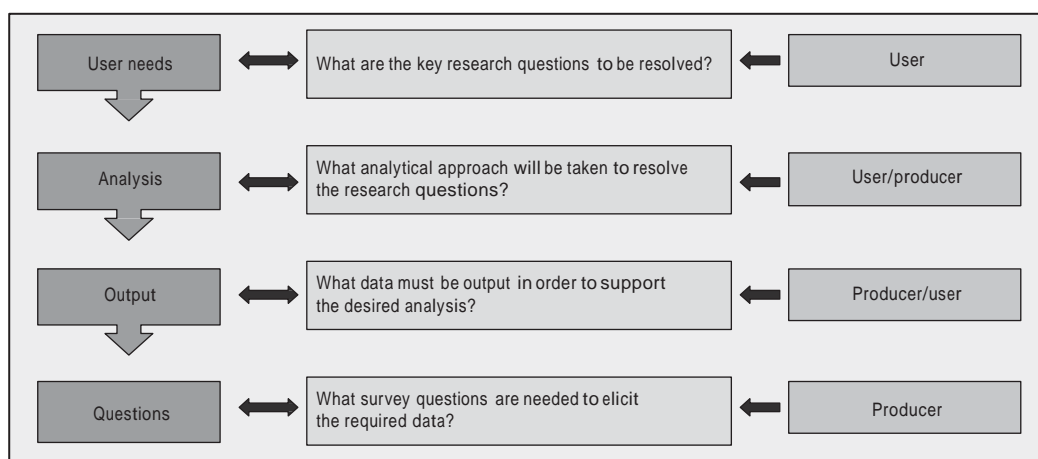 User needs
What are the key research questions to be resolved?
User
Analysis
What analytical approach will be taken to resolve
the research questions?
User/producer
Output
What data must be output in order to support
the desired analysis?
Producer/user
Questions
What survey questions are needed to elicit
the required data?
Producer